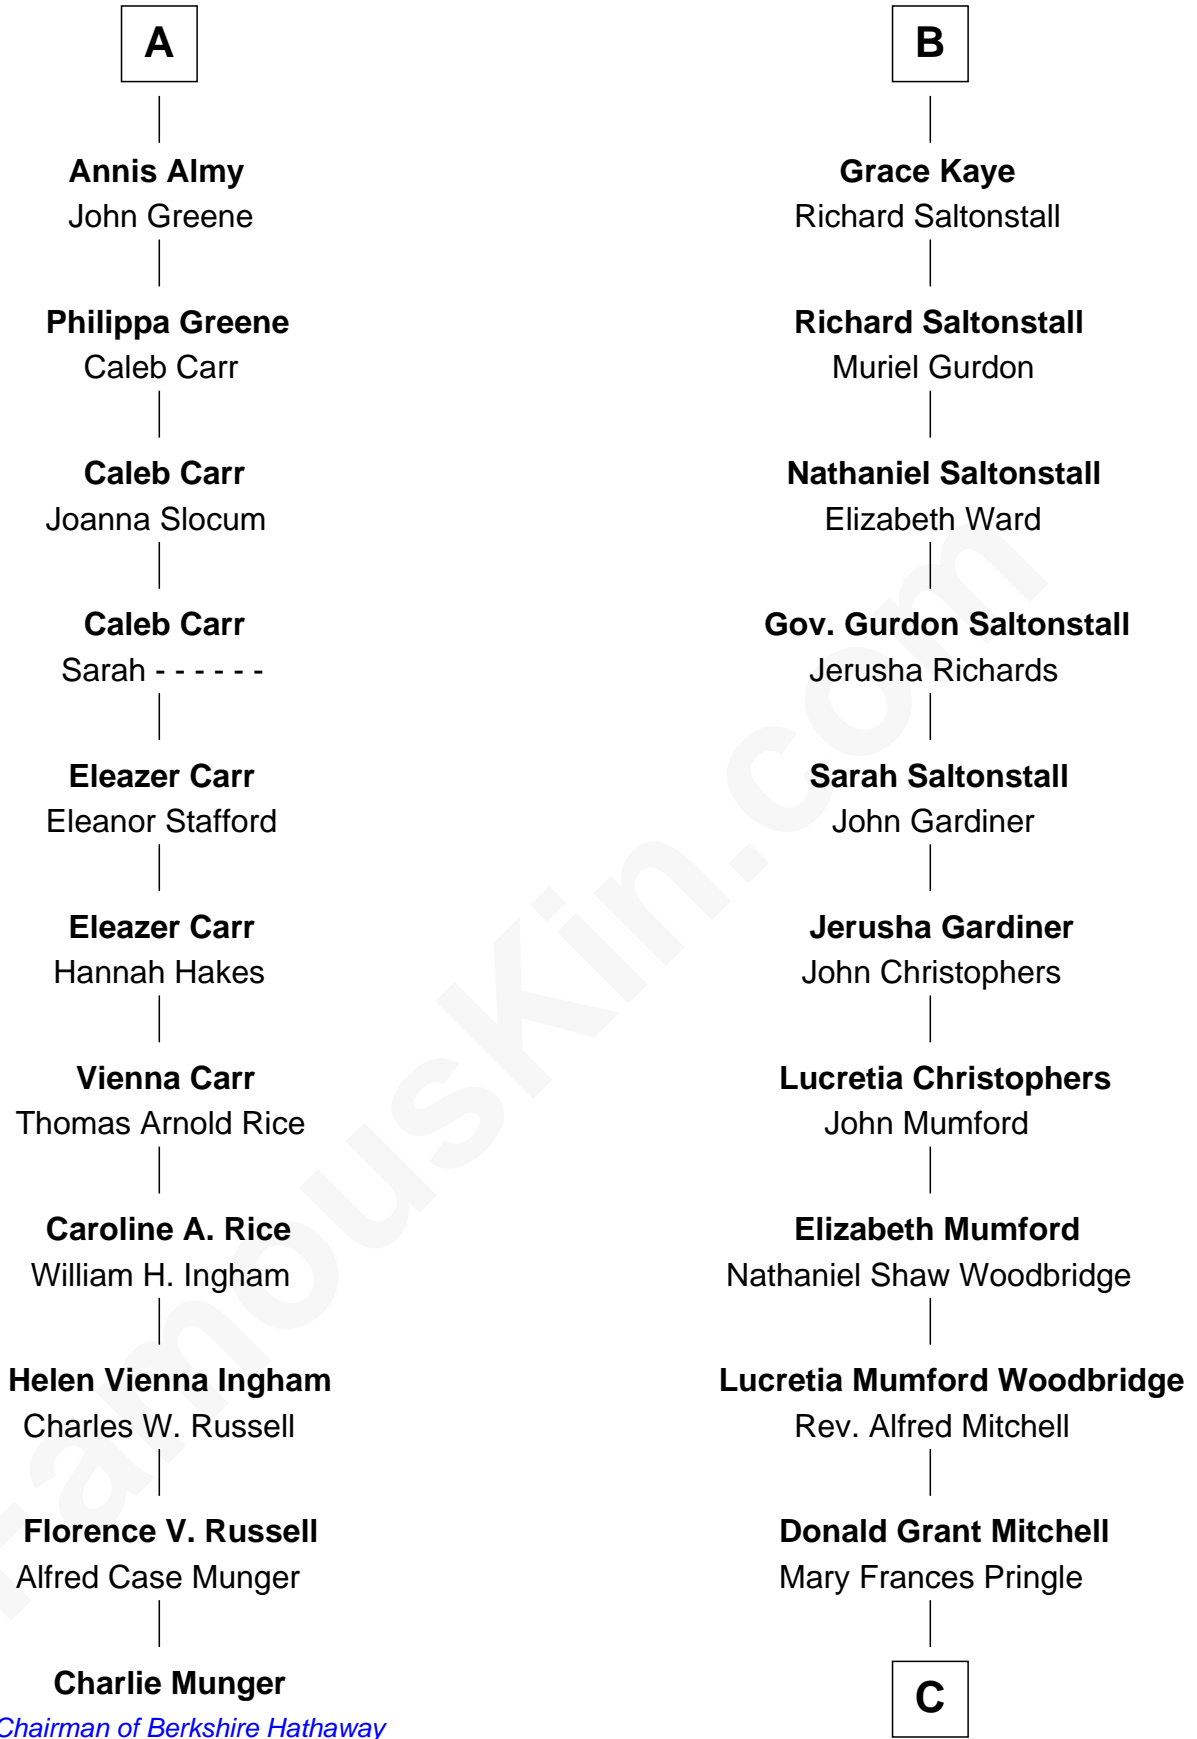 A
Annis Almy
John Greene
Philippa Greene
Caleb Carr
Caleb Carr
Joanna Slocum
Caleb Carr
Sarah - - - - - -
Eleazer Carr
Eleanor Stafford
Eleazer Carr
Hannah Hakes
Vienna Carr
Thomas Arnold Rice
Caroline A. Rice
William H. Ingham
Helen Vienna Ingham
Charles W. Russell
Florence V. Russell
Alfred Case Munger
Charlie Munger
Chairman of Berkshire Hathaway
B
Grace Kaye
Richard Saltonstall
Richard Saltonstall
Muriel Gurdon
Nathaniel Saltonstall
Elizabeth Ward
Gov. Gurdon Saltonstall
Jerusha Richards
Sarah Saltonstall
John Gardiner
Jerusha Gardiner
John Christophers
Lucretia Christophers
John Mumford
Elizabeth Mumford
Nathaniel Shaw Woodbridge
Lucretia Mumford Woodbridge
Rev. Alfred Mitchell
Donald Grant Mitchell
Mary Frances Pringle
C
FamousKin.com